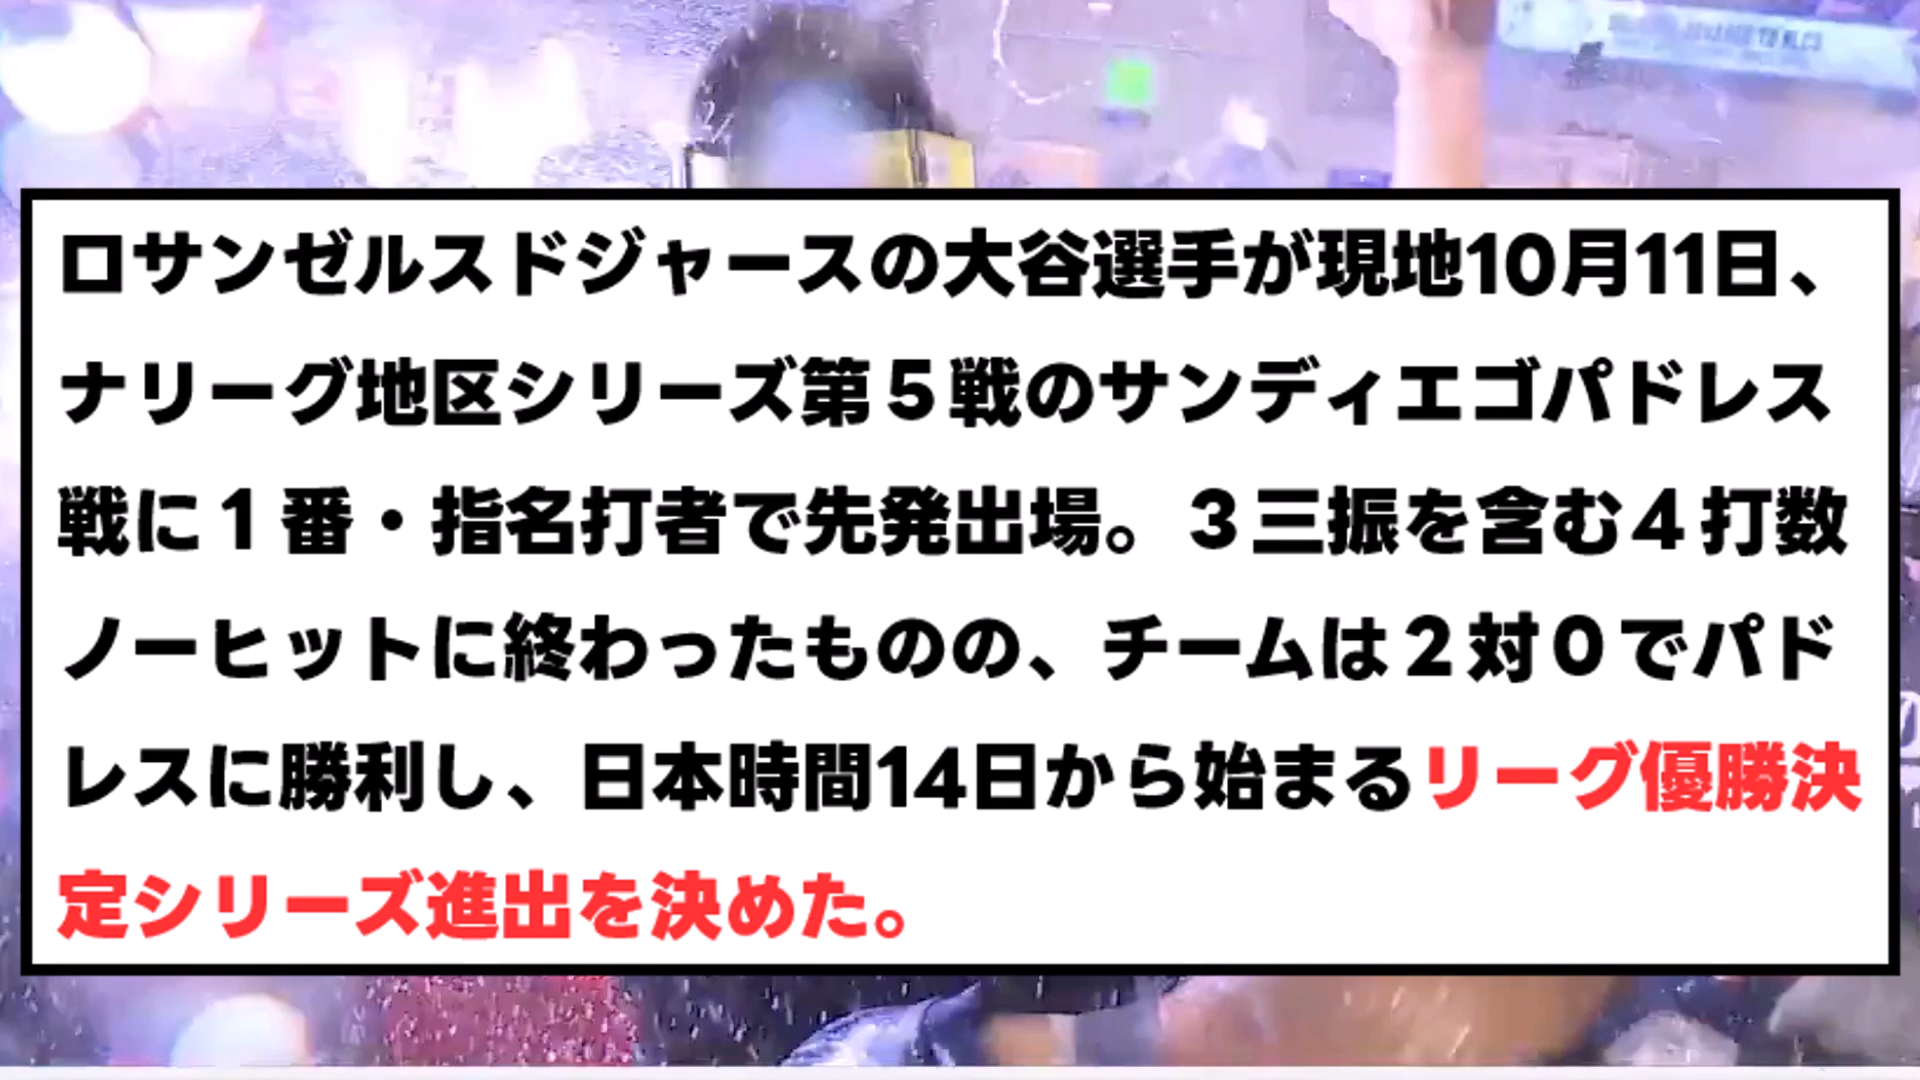 ロサンゼルスドジャースの大谷選手が現地10月11日、
ナリーグ地区シリーズ第５戦のサンディエゴパドレス
戦に１番・指名打者で先発出場。３三振を含む４打数
ノーヒットに終わったものの、チームは２対０でパド
レスに勝利し、日本時間14日から始まるリーグ優勝決
定シリーズ進出を決めた。